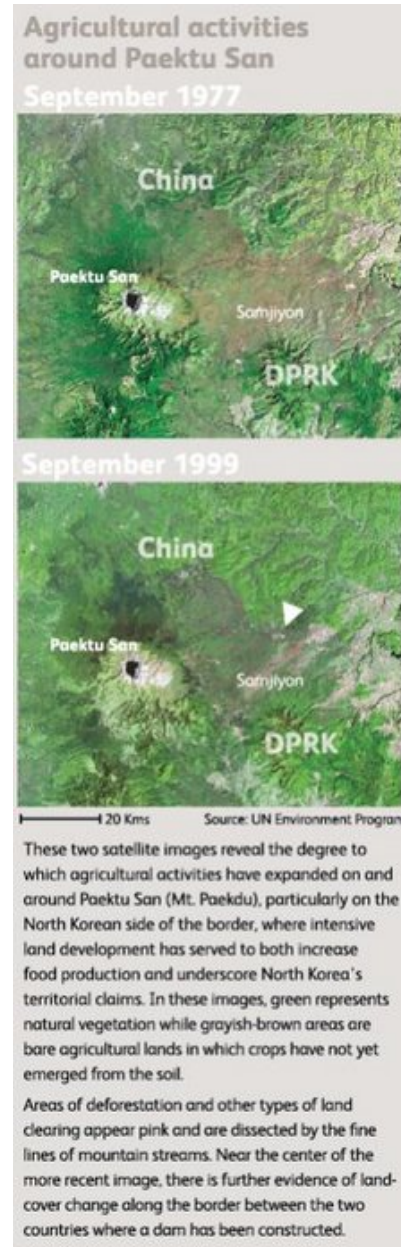 Agricultural activities
around Paektu San
September 1977
China
Paektu San
Samjiyon
DPRK
September 1999
China
Paektu San
Samjiyon
DPRK
20 Kms
Source: UN Environment Program
These two satellite images reveal the degree to
which agricultural activities have expanded on and
around Paektu San (Mt. Paekdu), particularly on the
North Korean side of the border, where intensive
land development has served to both increase
food production and underscore North Korea's
territorial claims. In these images, green represents
natural vegetation while grayish-brown areas are
bare agricultural lands in which crops have not yet
emerged from the soil.
Areas of deforestation and other types of land
clearing appear pink and are dissected by the fine
lines of mountain streams. Near the center of the
more recent image, there is further evidence of land-
cover change along the border between the two
countries where a dam has been constructed.